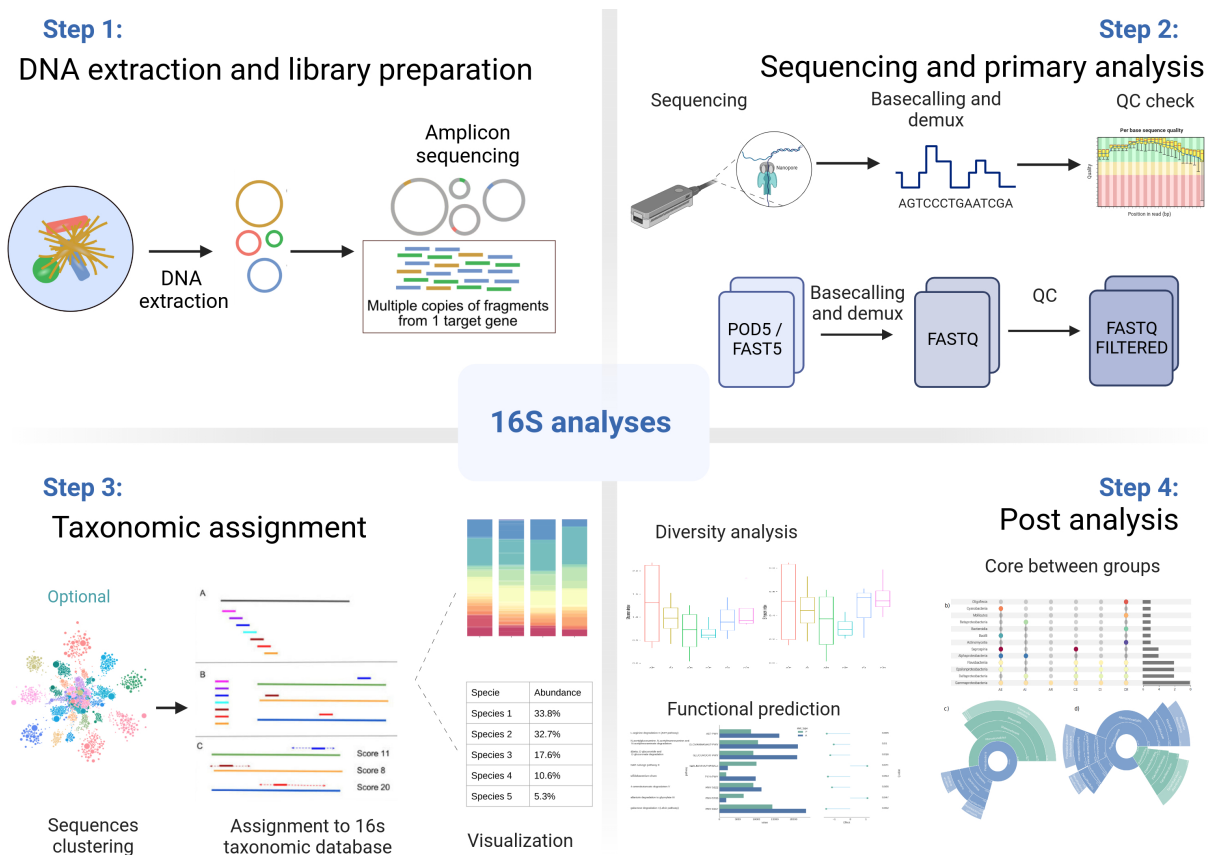 Step 1:
DNA extraction and library preparation
Amplicon
sequencing
DNA
extraction
Multiple copies of fragments
from 1 target gene
Step 2:
Sequencing and primary analysis
Sequencing
Basecalling and
demux
QC check
Nanopore
AGTCCCTGAATCGA
Per base sequence quality
Quality
Position in read (bp)
POD5 /
FAST5
Basecalling
and demux
FASTQ
QC
FASTQ
FILTERED
16S analyses
Step 3:
Taxonomic assignment
Optional
Sequences
clustering
A
B
C
Score 11
Score 8
Score 20
Assignment to 16s
taxonomic database
Specie Abundance
Species 1 33.8%
Species 2 32.7%
Species 3 17.6%
Species 4 10.6%
Species 5 5.3%
Visualization
Step 4:
Post analysis
Diversity analysis
Core between groups
b)
c)
d)
Functional prediction